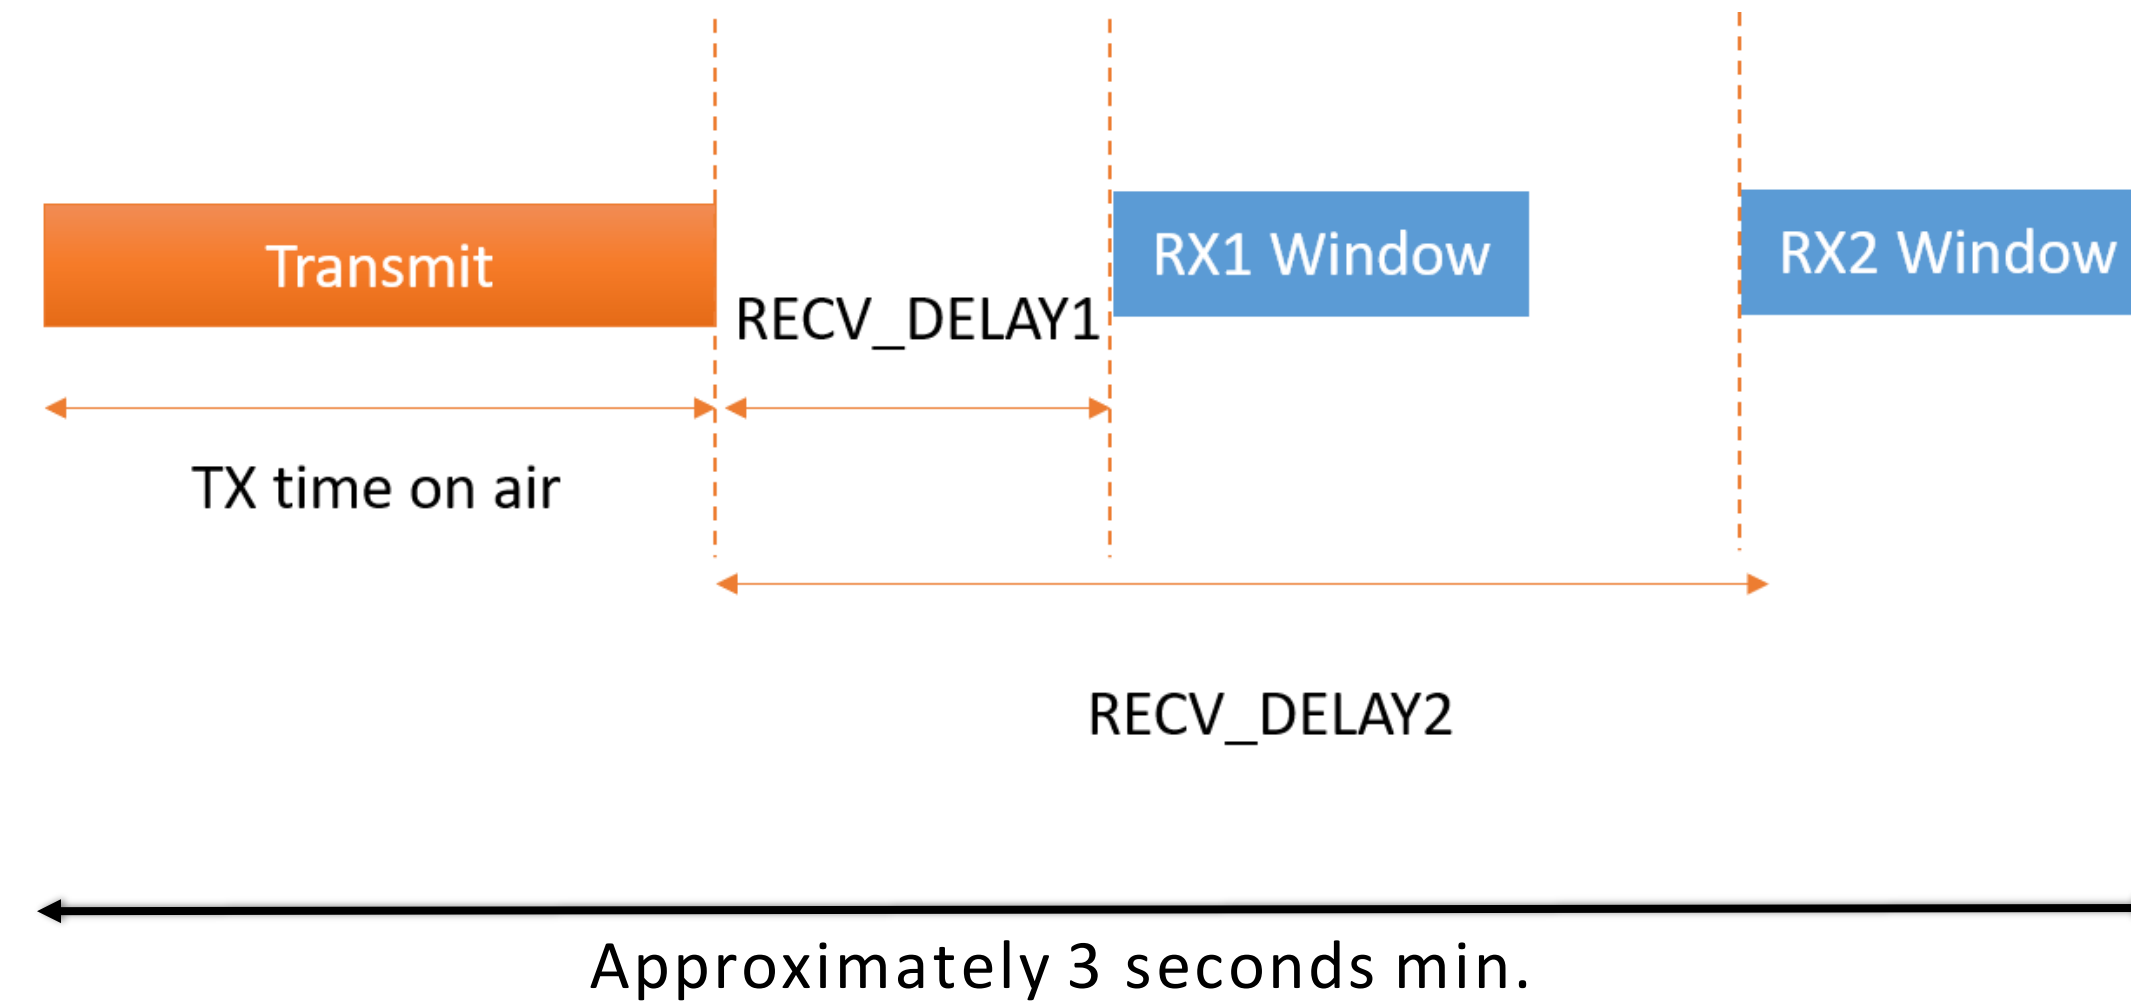 Transmit
RX1 Window
RX2 Window
RECV_DELAY1
TX time on air
RECV_DELAY2
Approximately 3 seconds min.